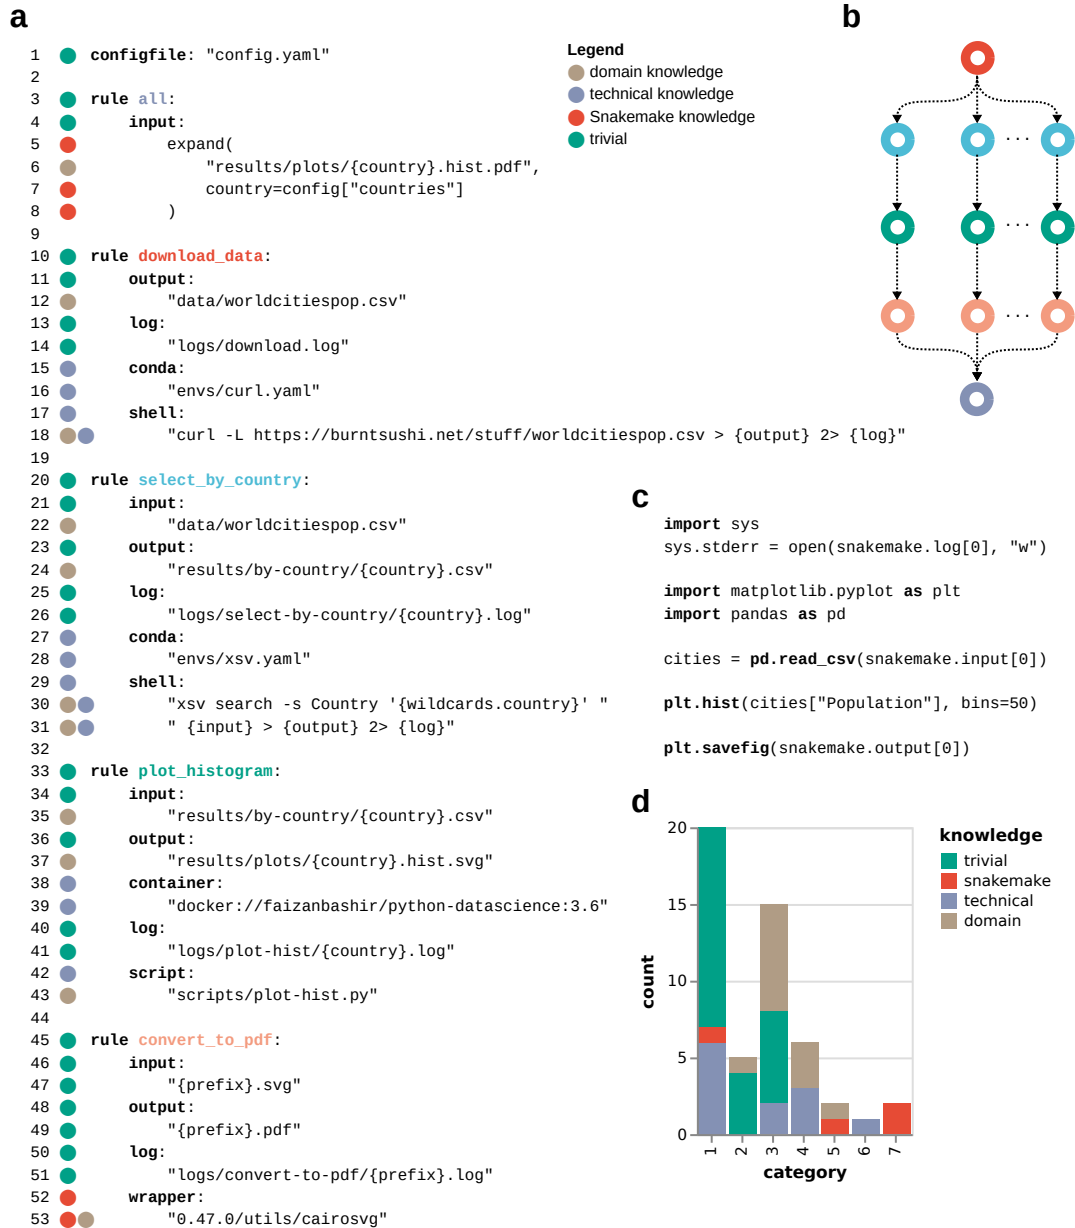 a
1 configfile: "config.yaml"
2
3 rule all:
4 input:
5 expand(
6 "results/plots/{country}.hist.pdf",
7 country=config["countries"]
8 )
9
10 rule download_data:
11 output:
12 "data/worldcitiespop.csv"
13 log:
14 "logs/download.log"
15 conda:
16 "envs/curl.yaml"
17 shell:
18 "curl -L https://burntsushi.net/stuff/worldcitiespop.csv > {output} 2> {log}"
19
20 rule select_by_country:
21 input:
22 "data/worldcitiespop.csv"
23 output:
24 "results/by-country/{country}.csv"
25 log:
26 "logs/select-by-country/{country}.log"
27 conda:
28 "envs/xsv.yaml"
29 shell:
30 "xsv search -s Country '{wildcards.country}' "
31 " {input} > {output} 2> {log}"
32
33 rule plot_histogram:
34 input:
35 "results/by-country/{country}.csv"
36 output:
37 "results/plots/{country}.hist.svg"
38 container:
39 "docker://faizanbashir/python-datascience:3.6"
40 log:
41 "logs/plot-hist/{country}.log"
42 script:
43 "scripts/plot-hist.py"
44
45 rule convert_to_pdf:
46 input:
47 "{prefix}.svg"
48 output:
49 "{prefix}.pdf"
50 log:
51 "logs/convert-to-pdf/{prefix}.log"
52 wrapper:
53 "0.47.0/utils/cairosvg"
Legend
domain knowledge
technical knowledge
Snakemake knowledge
trivial
b
. . .
. . .
. . .
c
import sys
sys.stderr = open(snakemake.log[0], "w")
import matplotlib.pyplot as plt
import pandas as pd
cities = pd.read_csv(snakemake.input[0])
plt.hist(cities["Population"], bins=50)
plt.savefig(snakemake.output[0])
d
20
15
10
5
0
count
1 2 3 4 5 6 7
category
knowledge
trivial
snakemake
technical
domain